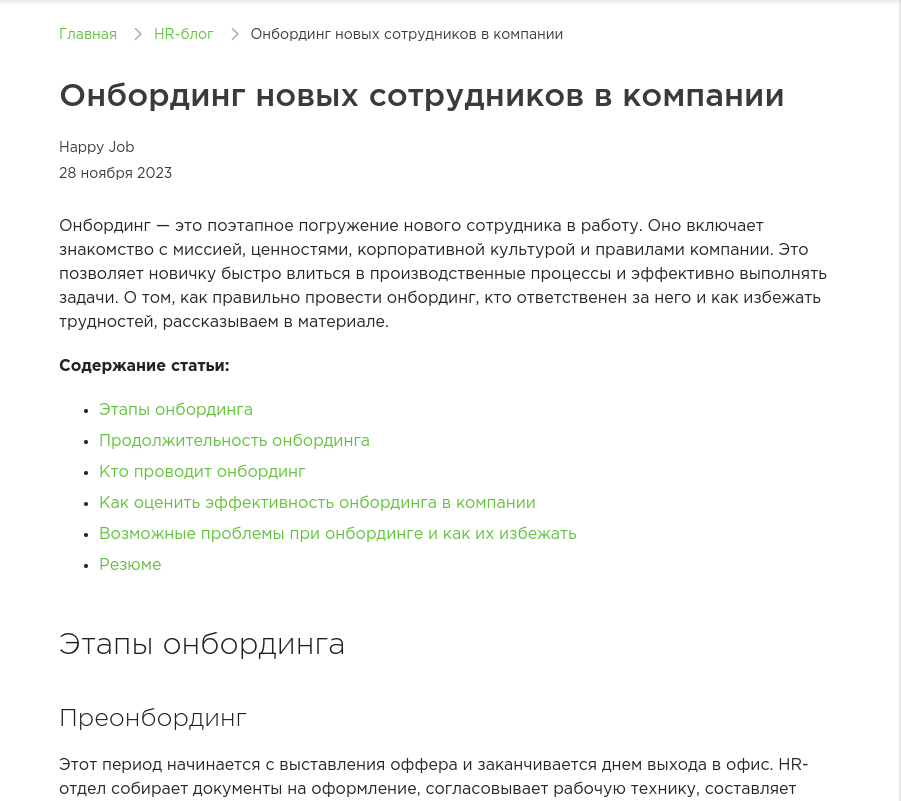 Главная > HR-блог > Онбординг новых сотрудников в компании
Онбординг новых сотрудников в компании
Happy Job
28 ноября 2023
Онбординг — это поэтапное погружение нового сотрудника в работу. Оно включает
знакомство с миссией, ценностями, корпоративной культурой и правилами компании. Это
позволяет новичку быстро влиться в производственные процессы и эффективно выполнять
задачи. О том, как правильно провести онбординг, кто ответственен за него и как избежать
трудностей, рассказываем в материале.
Содержание статьи:
• Этапы онбординга
• Продолжительность онбординга
• Кто проводит онбординг
• Как оценить эффективность онбординга в компании
• Возможные проблемы при онбординге и как их избежать
• Резюме
Этапы онбординга
Преонбординг
Этот период начинается с выставления оффера и заканчивается днем выхода в офис. HR-
отдел собирает документы на оформление, согласовывает рабочую технику, составляет